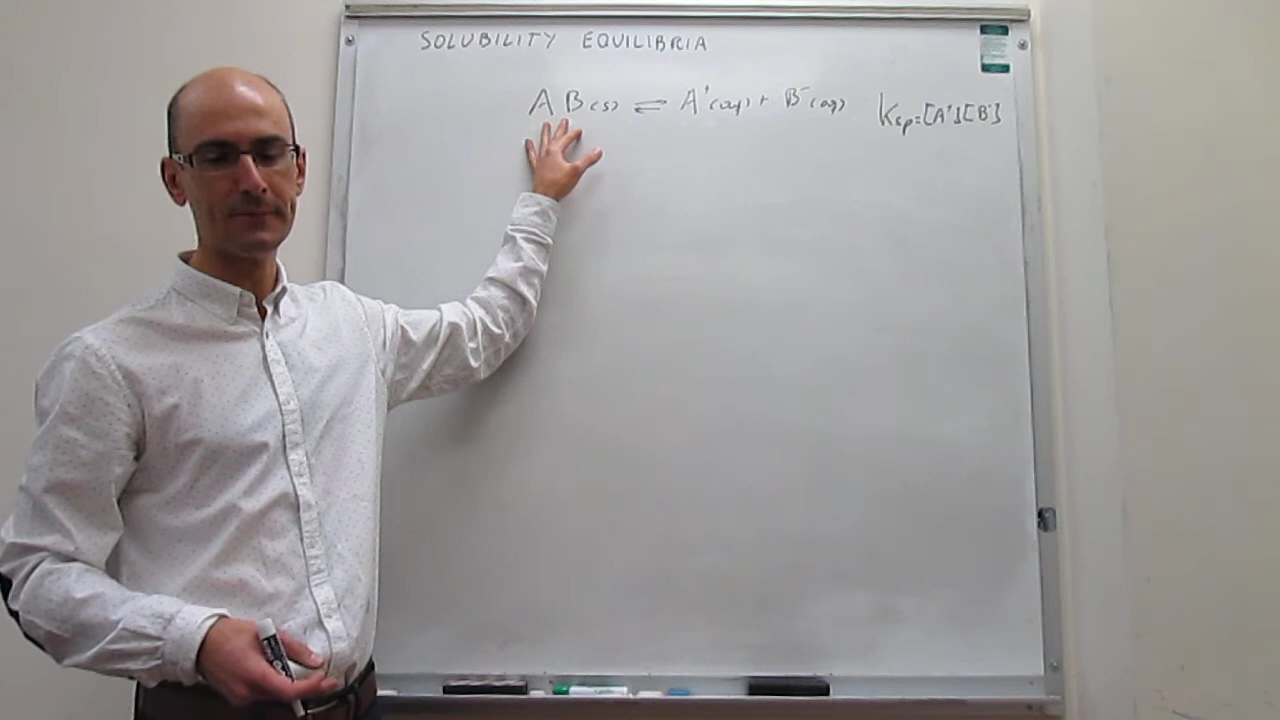 SOLUBILITY EQUILIBRIA
AB(s) ⇌ A⁺(aq) + B⁻(aq) Ksp=[A⁺][B⁻]